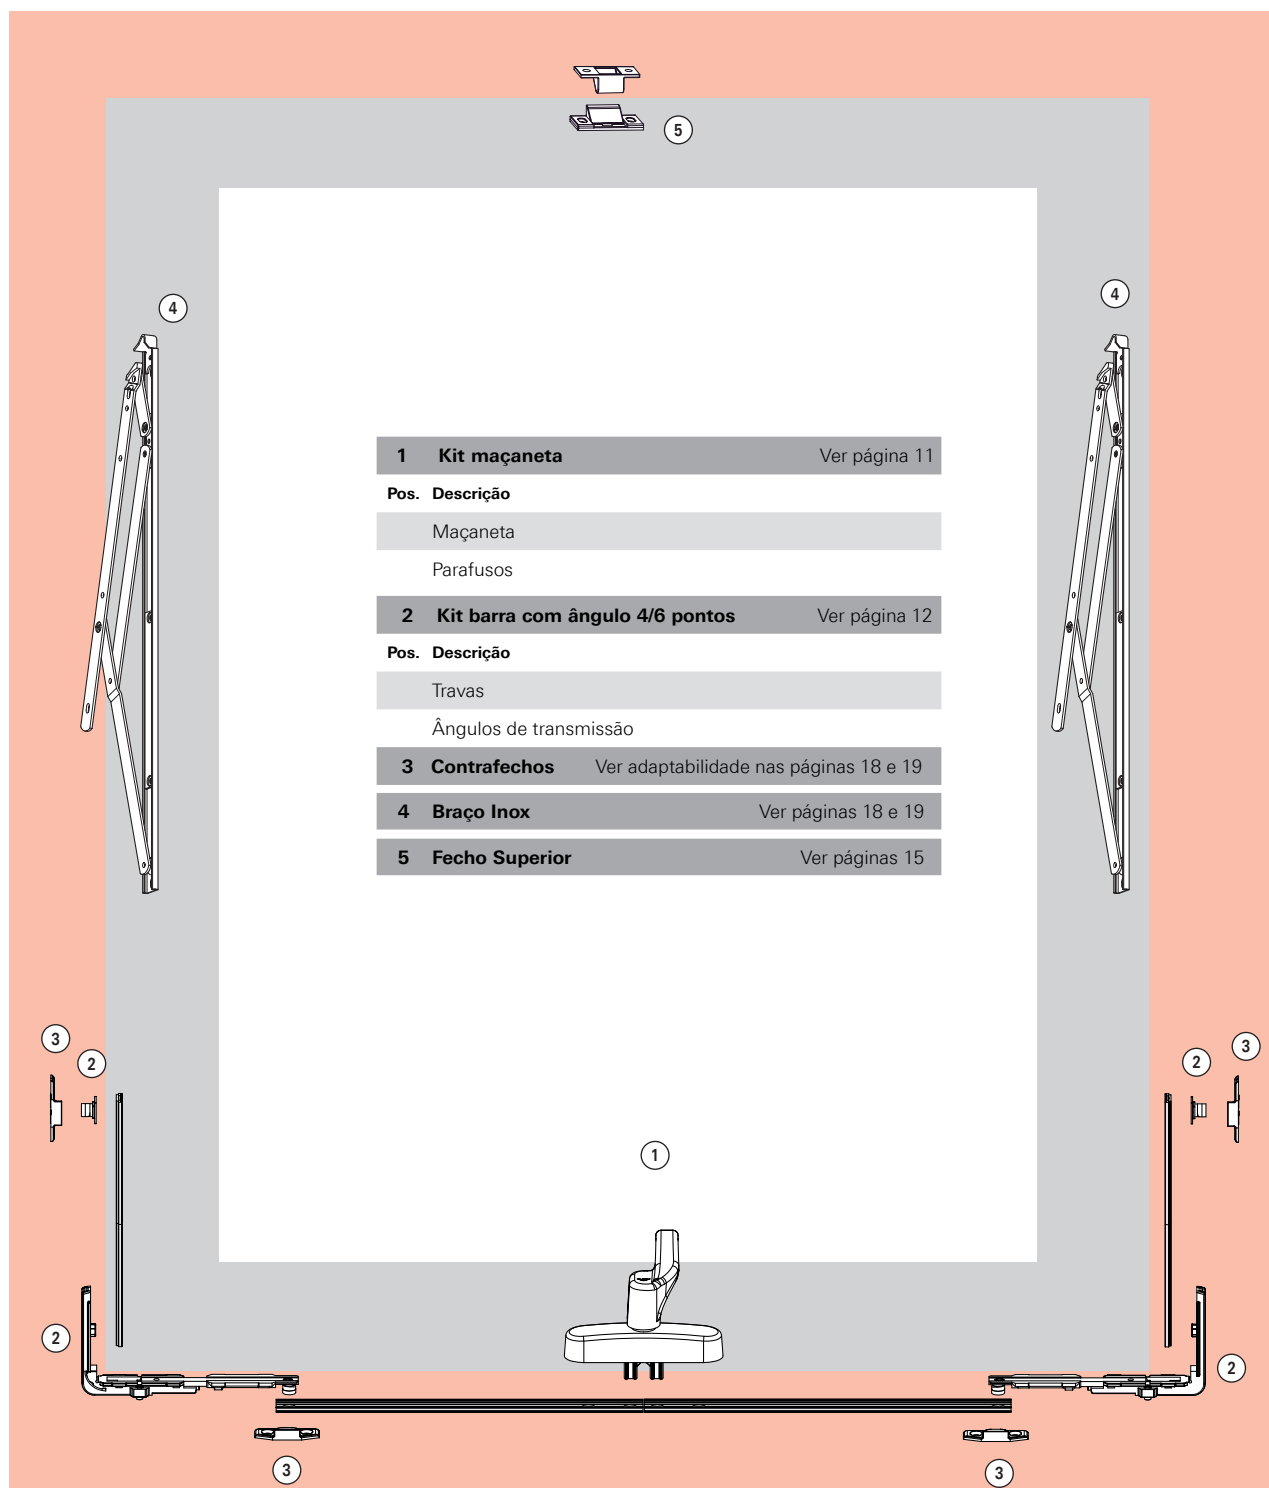 5
4
4
1 Kit maçaneta Ver página 11
Pos. Descrição
Maçaneta
Parafusos
2 Kit barra com ângulo 4/6 pontos Ver página 12
Pos. Descrição
Travas
Ângulos de transmissão
3 Contrafechos Ver adaptabilidade nas páginas 18 e 19
4 Braço Inox Ver páginas 18 e 19
5 Fecho Superior Ver páginas 15
3
2
2
3
1
2
2
3
3